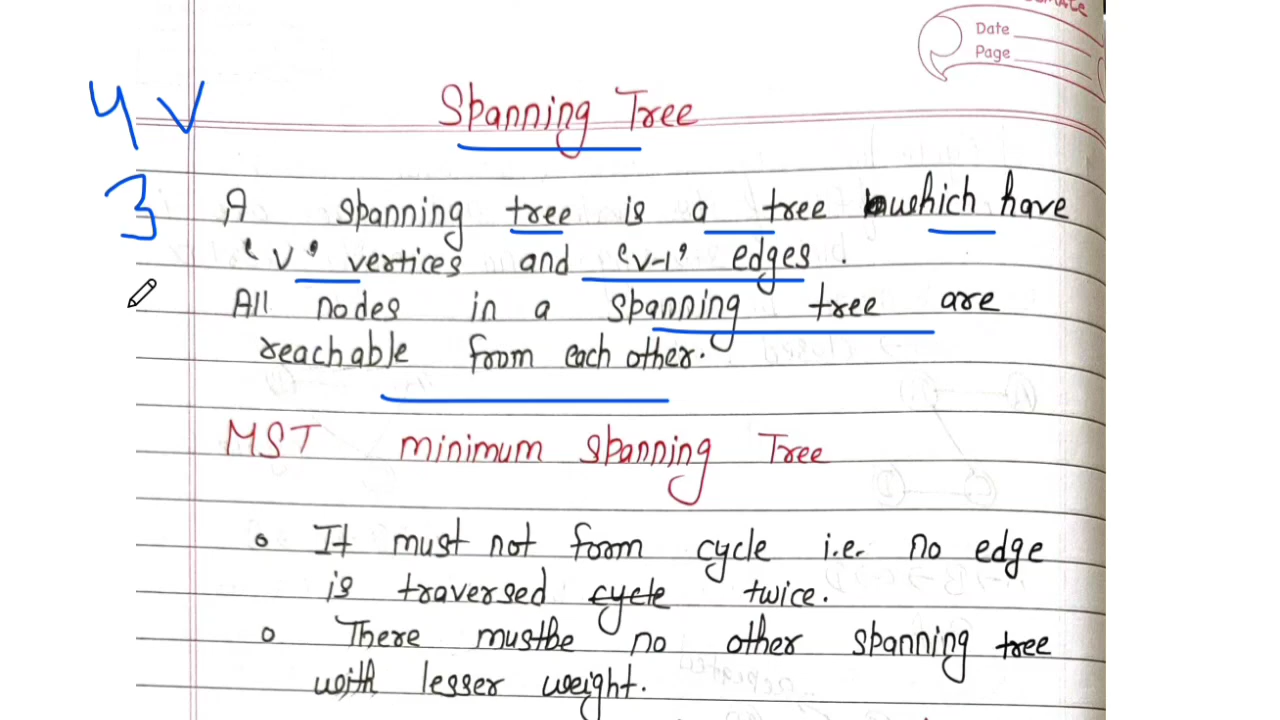 Date
Page
4 V
Spanning Tree
3
A spanning tree is a tree which have
'v' vertices and 'v-1' edges.
All nodes in a spanning tree are
reachable from each other.
MST minimum spanning Tree
It must not form cycle i.e. no edge
is traversed cycle twice.
There mustbe no other spanning tree
with lesser weight.